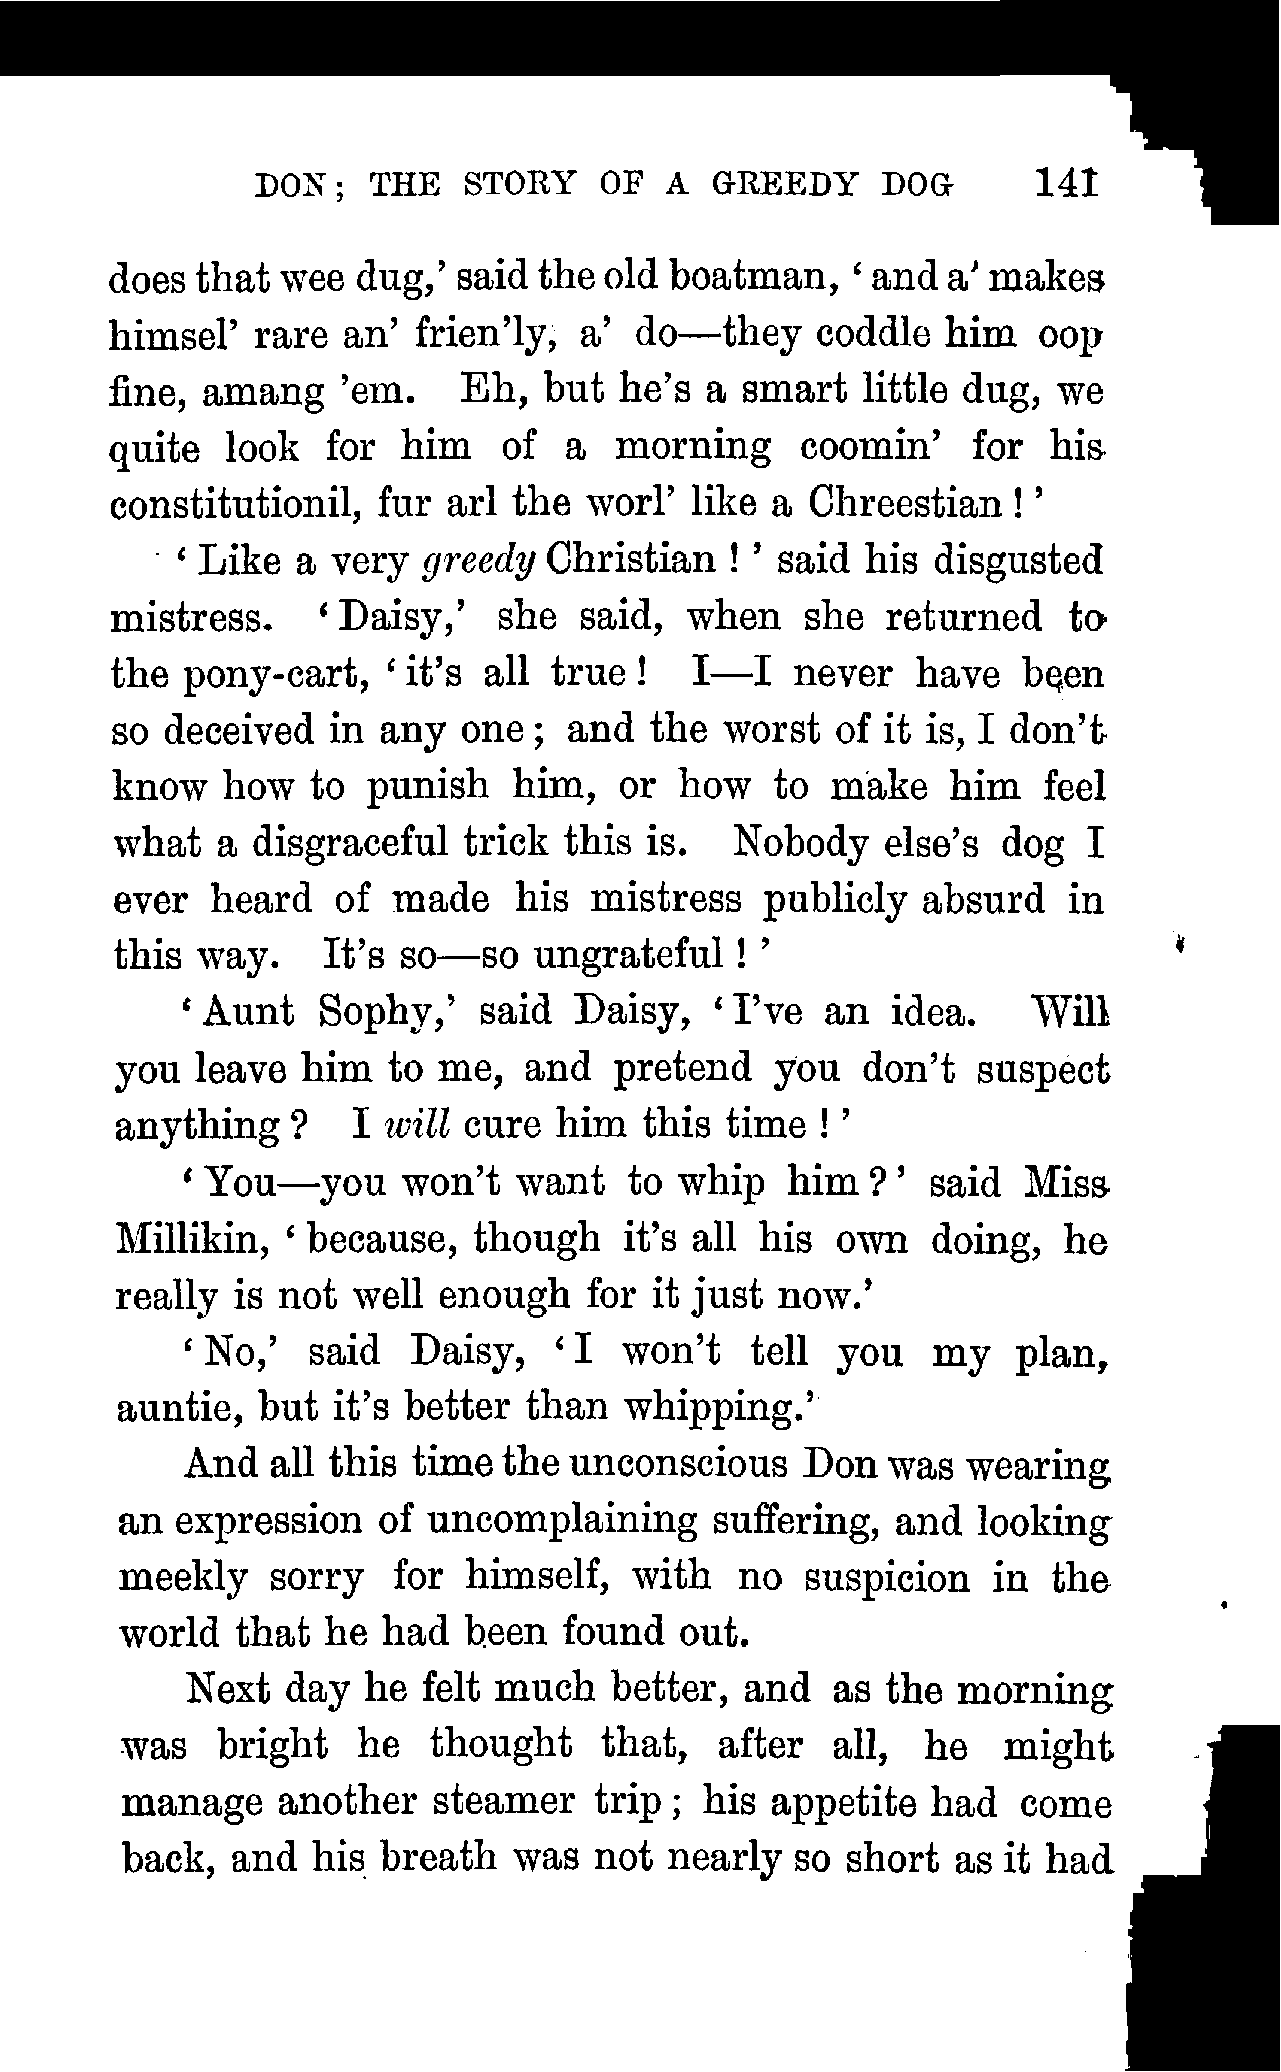 DON; THE STORY OF A GREEDY DOG 141
does that wee dug,’ said the old boatman, ‘and a’ makes
himsel’ rare an’ frien’ly, a’ do—they coddle him oop
fine, amang ’em. Eh, but he’s a smart little dug, we
quite look for him of a morning coomin’ for his
constitutionil, fur arl the worl’ like a Chreestian!’
‘Like a very greedy Christian!’ said his disgusted
mistress. ‘Daisy,’ she said, when she returned to
the pony-cart, ‘it’s all true! I—I never have been
so deceived in any one; and the worst of it is, I don’t
know how to punish him, or how to make him feel
what a disgraceful trick this is. Nobody else’s dog I
ever heard of made his mistress publicly absurd in
this way. It’s so—so ungrateful!’
‘Aunt Sophy,’ said Daisy, ‘I’ve an idea. Will
you leave him to me, and pretend you don’t suspect
anything? I will cure him this time!’
‘You—you won’t want to whip him?’ said Miss
Millikin, ‘because, though it’s all his own doing, he
really is not well enough for it just now.’
‘No,’ said Daisy, ‘I won’t tell you my plan,
auntie, but it’s better than whipping.’
And all this time the unconscious Don was wearing
an expression of uncomplaining suffering, and looking
meekly sorry for himself, with no suspicion in the
world that he had been found out.
Next day he felt much better, and as the morning
was bright he thought that, after all, he might
manage another steamer trip; his appetite had come
back, and his breath was not nearly so short as it had